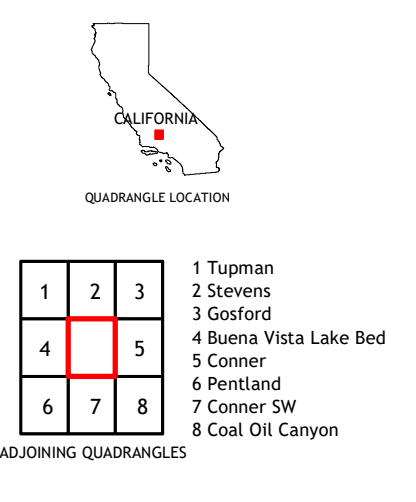 CALIFORNIA
QUADRANGLE LOCATION
1 2 3
4 5
6 7 8
ADJOINING QUADRANGLES
1 Tupman
2 Stevens
3 Gosford
4 Buena Vista Lake Bed
5 Conner
6 Pentland
7 Conner SW
8 Coal Oil Canyon